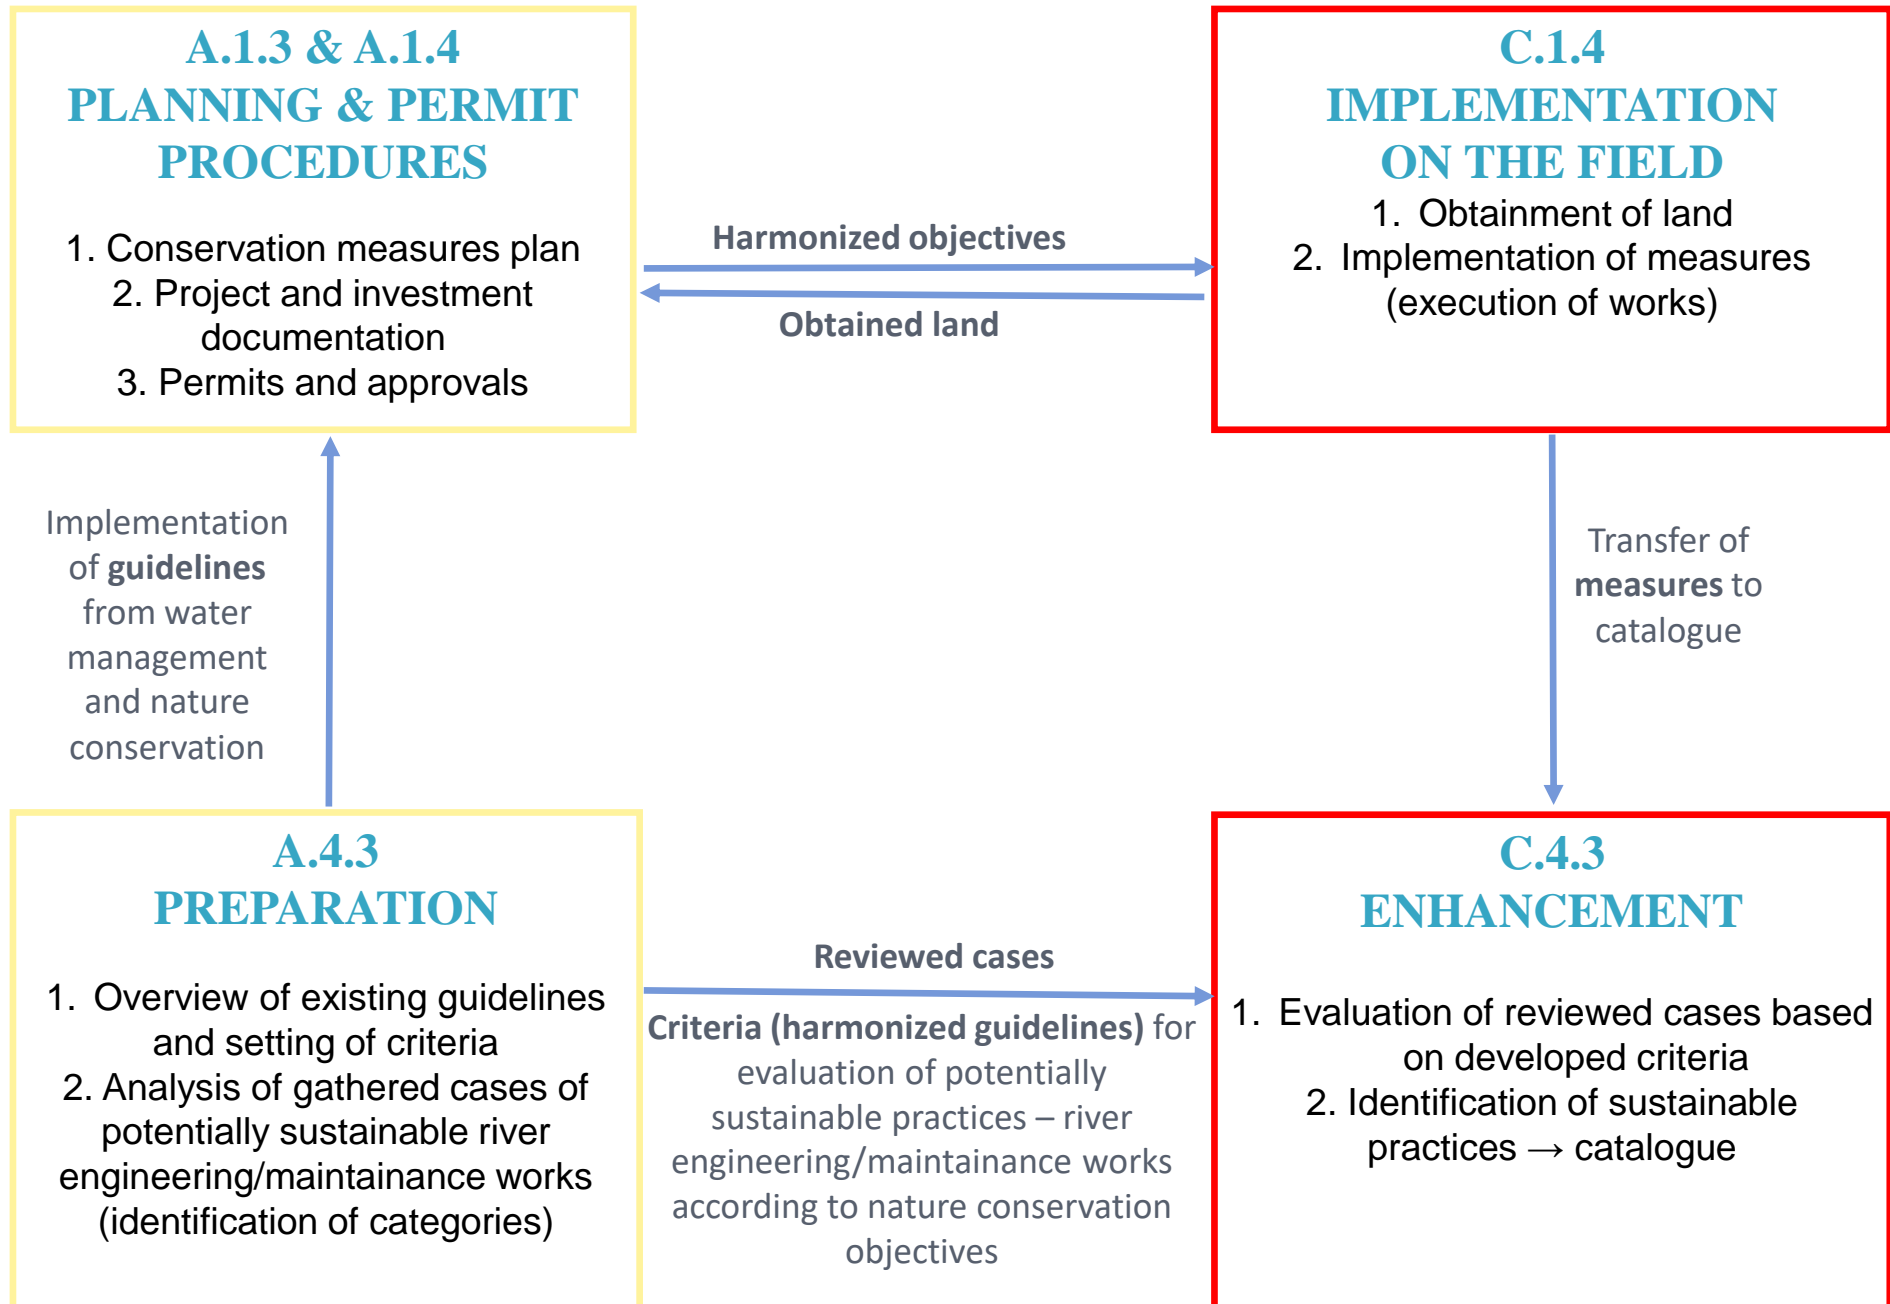 A.1.3 & A.1.4
PLANNING & PERMIT
PROCEDURES
1. Conservation measures plan
2. Project and investment
documentation
3. Permits and approvals
Harmonized objectives
Obtained land
C.1.4
IMPLEMENTATION
ON THE FIELD
1. Obtainment of land
2. Implementation of measures
(execution of works)
Implementation
of guidelines
from water
management
and nature
conservation
Transfer of
measures to
catalogue
A.4.3
PREPARATION
1. Overview of existing guidelines
and setting of criteria
2. Analysis of gathered cases of
potentially sustainable river
engineering/maintainance works
(identification of categories)
Reviewed cases
Criteria (harmonized guidelines) for
evaluation of potentially
sustainable practices – river
engineering/maintainance works
according to nature conservation
objectives
C.4.3
ENHANCEMENT
1. Evaluation of reviewed cases based
on developed criteria
2. Identification of sustainable
practices → catalogue